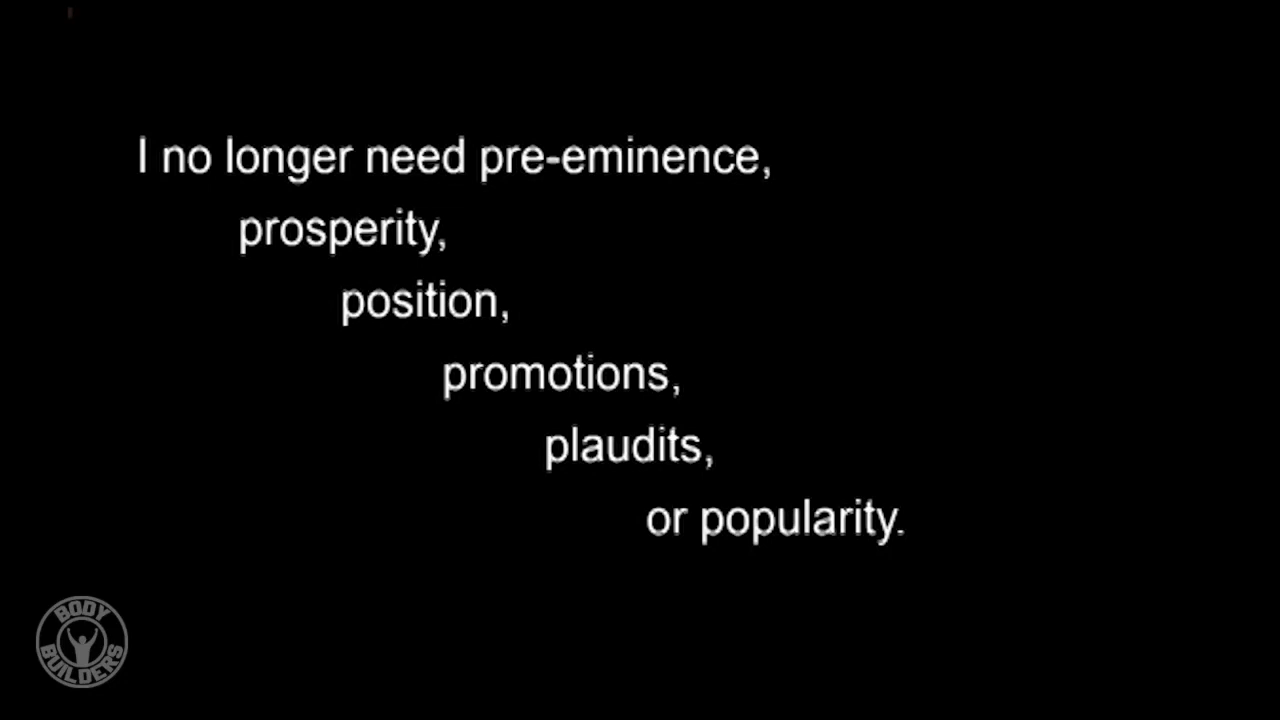 I no longer need pre-eminence,
prosperity,
position,
promotions,
plaudits,
or popularity.
BODY
BUILDERS